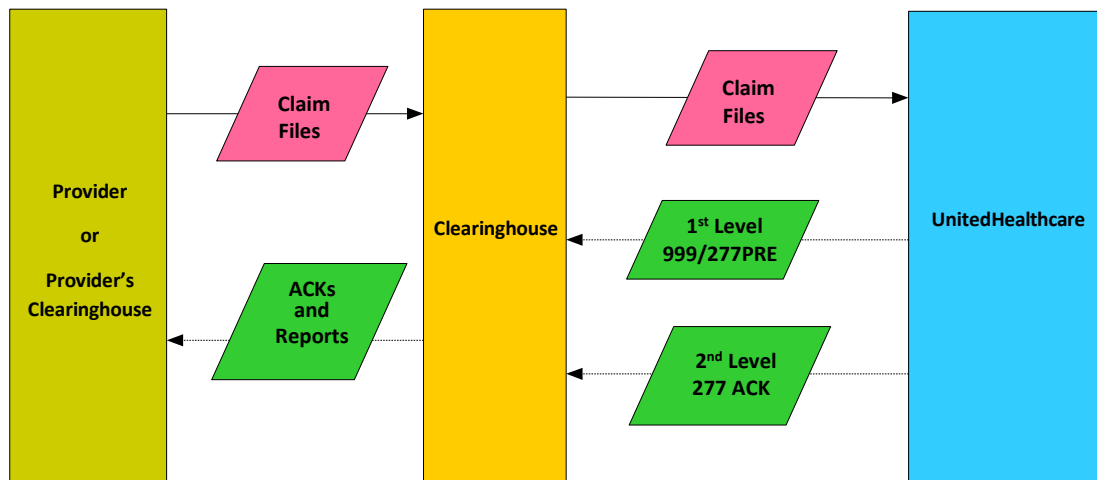 Provider
or
Provider's
Clearinghouse
Claim
Files
ACKs
and
Reports
Clearinghouse
Claim
Files
1st Level
999/277PRE
2nd Level
277 ACK
UnitedHealthcare